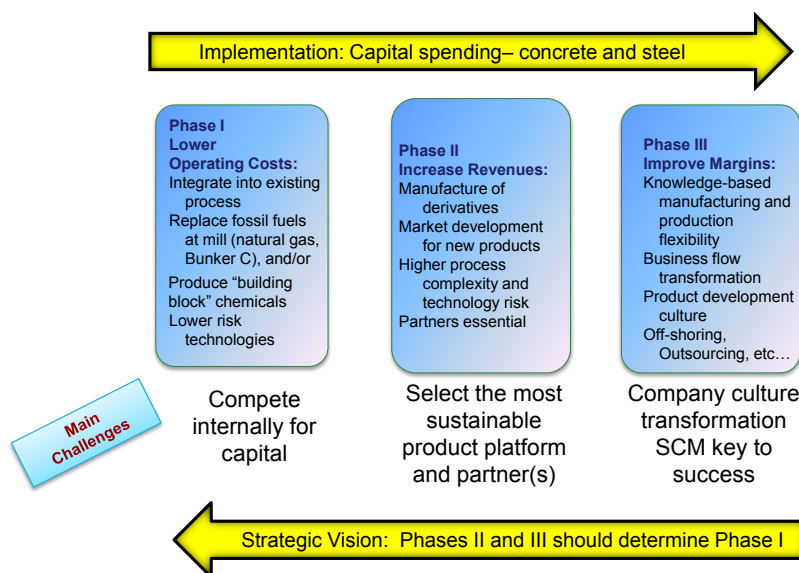 Implementation: Capital spending– concrete and steel
Phase I
Lower
Operating Costs:
Integrate into existing
process
Replace fossil fuels
at mill (natural gas,
Bunker C), and/or
Produce “building
block” chemicals
Lower risk
technologies
Phase II
Increase Revenues:
Manufacture of
derivatives
Market development
for new products
Higher process
complexity and
technology risk
Partners essential
Phase III
Improve Margins:
Knowledge-based
manufacturing and
production
flexibility
Business flow
transformation
Product development
culture
Off-shoring,
Outsourcing, etc…
Main
Challenges
Compete
internally for
capital
Select the most
sustainable
product platform
and partner(s)
Company culture
transformation
SCM key to
success
Strategic Vision: Phases II and III should determine Phase I